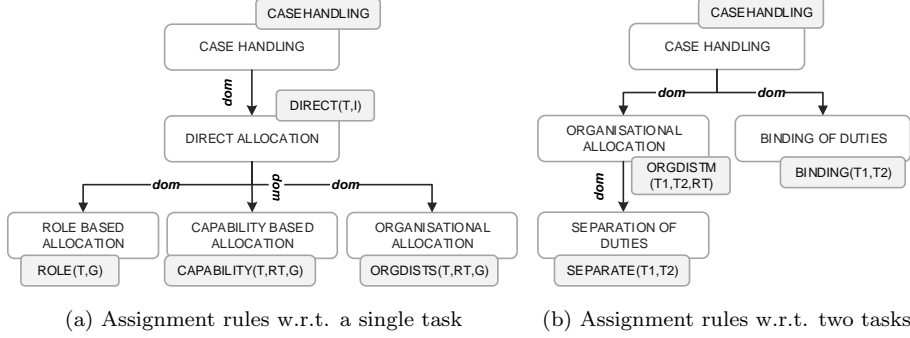 CASEHANDLING
CASE HANDLING
dom
DIRECT(T,I)
DIRECT ALLOCATION
dom
dom
dom
ROLE BASED
ALLOCATION
ROLE(T,G)
CAPABILITY BASED
ALLOCATION
CAPABILITY(T,RT,G)
ORGANISATIONAL
ALLOCATION
ORGDISTS(T,RT,G)
(a) Assignment rules w.r.t. a single task
CASEHANDLING
CASE HANDLING
dom
dom
ORGANISATIONAL
ALLOCATION
ORGDISTM
(T1,T2,RT)
BINDING OF DUTIES
BINDING(T1,T2)
dom
SEPARATION OF
DUTIES
SEPARATE(T1,T2)
(b) Assignment rules w.r.t. two tasks